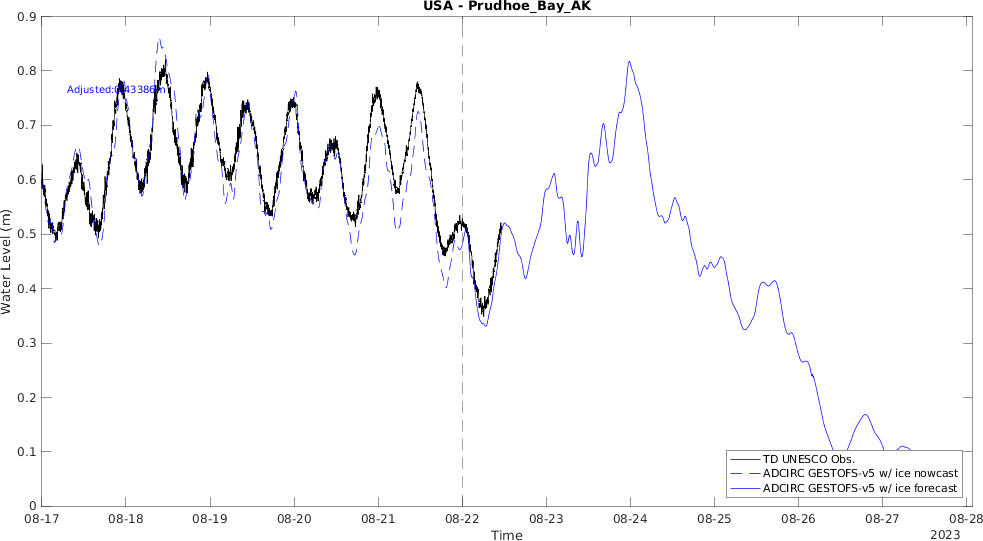 USA - Prudhoe_Bay_AK
0.9
0.8
0.7
0.6
0.5
0.4
0.3
0.2
0.1
0
Water Level (m)
TD UNESCO Obs.
ADCIRC GESTOFS-v5 w/ ice nowcast
ADCIRC GESTOFS-v5 w/ ice forecast
08-17 08-18 08-19 08-20 08-21 08-22 08-23 08-24 08-25 08-26 08-27 08-28
Time
2023